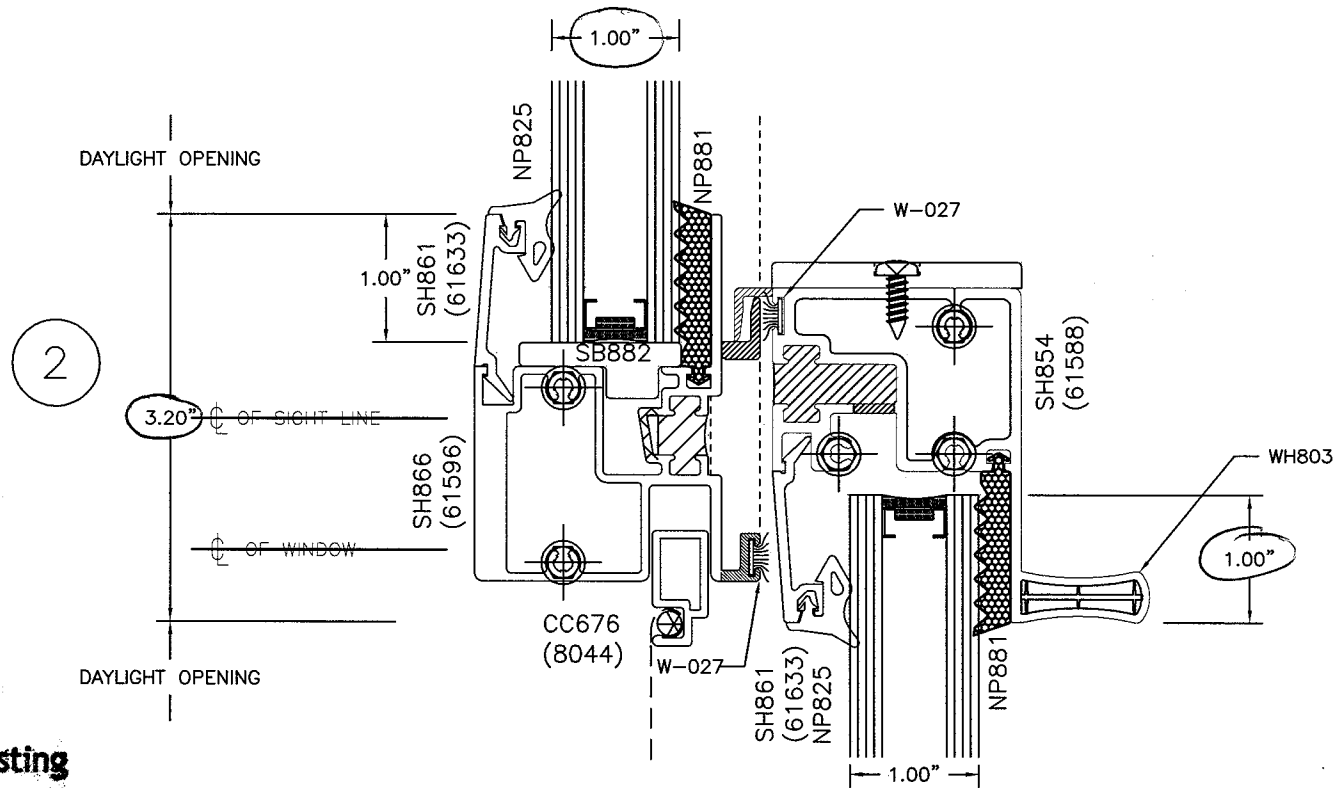 1.00"
DAYLIGHT OPENING
NP825
NP881
W-027
SH861
(61633)
1.00"
2
SB882
SH854
(61588)
3.20"
℄ OF SIGHT LINE
SH866
(61596)
WH803
℄ OF WINDOW
1.00"
CC676
(8044)
W-027
DAYLIGHT OPENING
SH861
(61633)
NP825
NP881
1.00"
sting